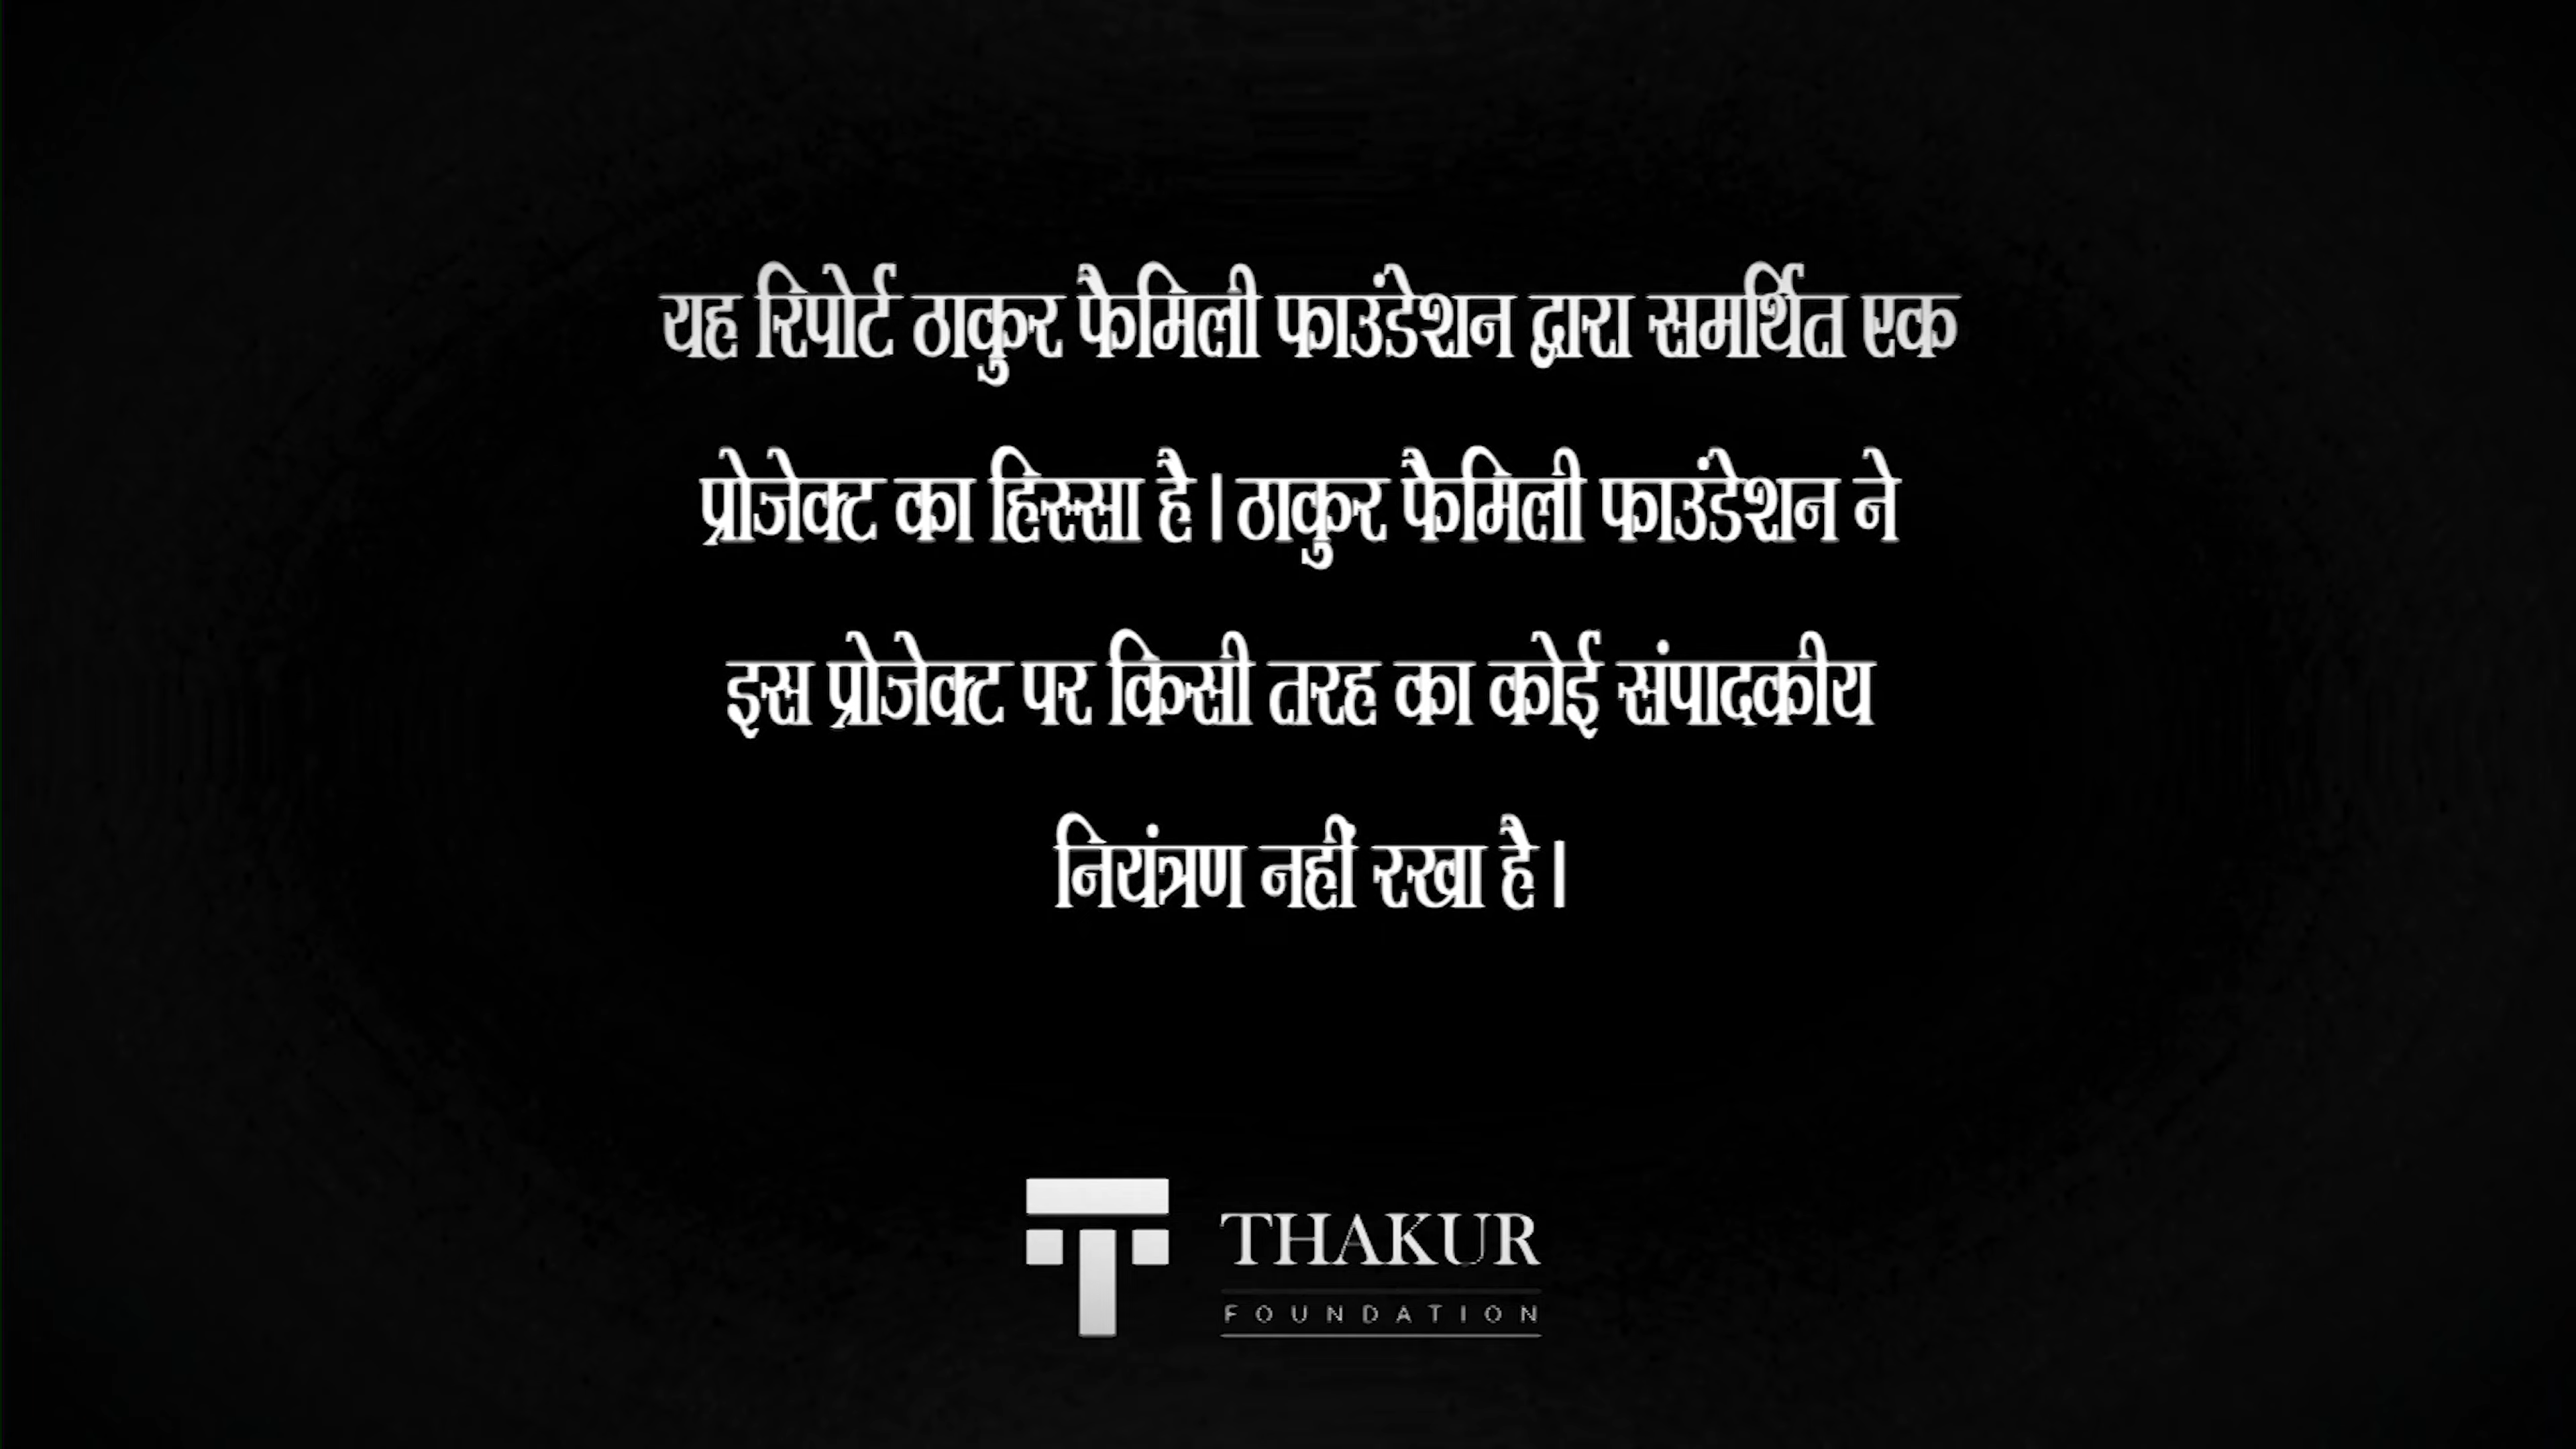 यह रिपोर्ट ठाकुर फैमिली फाउंडेशन द्वारा समर्थित एक
प्रोजेक्ट का हिस्सा है। ठाकुर फैमिली फाउंडेशन ने
इस प्रोजेक्ट पर किसी तरह का कोई संपादकीय
नियंत्रण नहीं रखा है।
THAKUR
FOUNDATION